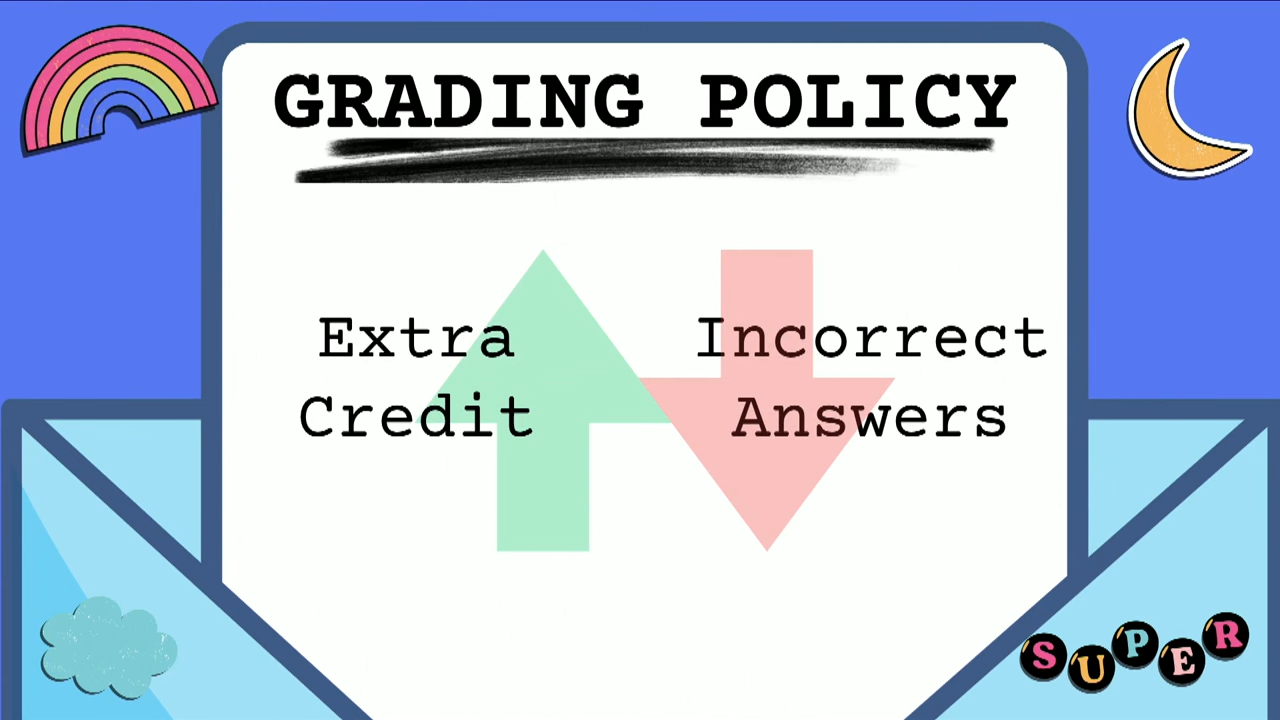 GRADING POLICY
Extra
Credit
Incorrect
Answers
SUPER